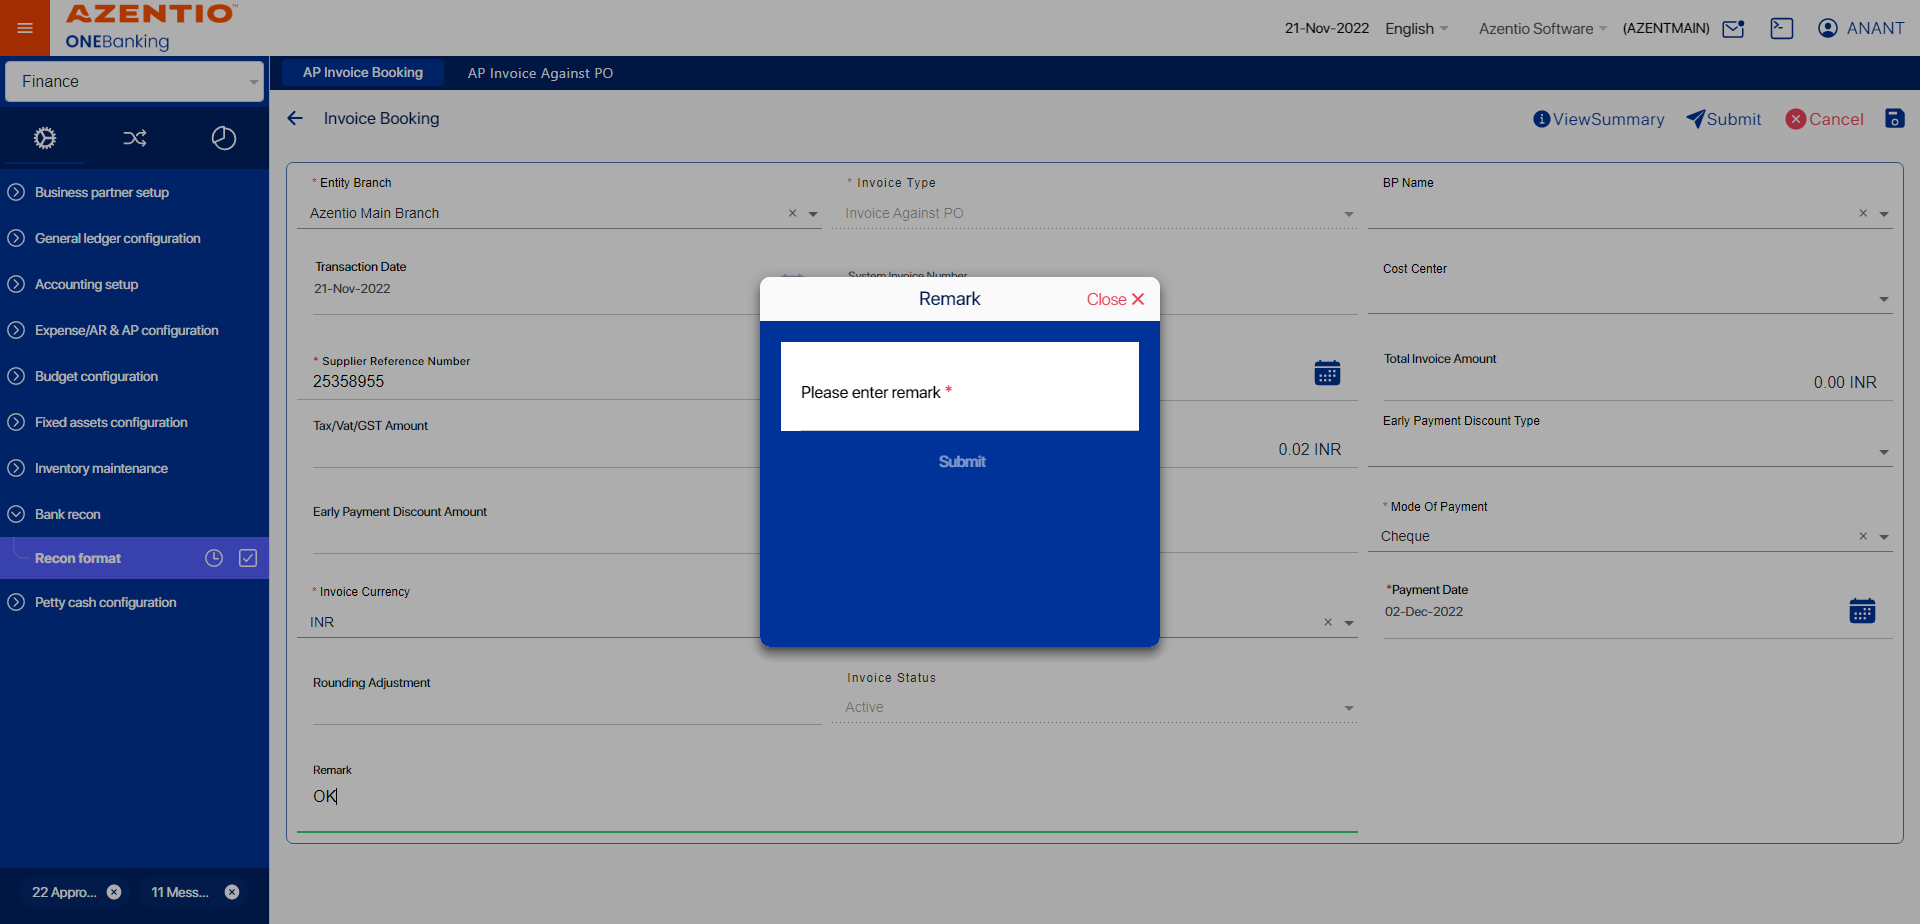 AZENTIO™
ONEBanking
21-Nov-2022 English Azentio Software (AZENTMAIN) ANANT
Finance
AP Invoice Booking AP Invoice Against PO
Invoice Booking
ViewSummary Submit Cancel
Business partner setup
General ledger configuration
Accounting setup
Expense/AR & AP configuration
Budget configuration
Fixed assets configuration
Inventory maintenance
Bank recon
Recon format
Petty cash configuration
22 Appro... 11 Mess...
* Entity Branch
Azentio Main Branch
* Invoice Type
Invoice Against PO
BP Name
Transaction Date
21-Nov-2022
System Invoice Number
Cost Center
* Supplier Reference Number
25358955
Total Invoice Amount
0.00 INR
Tax/Vat/GST Amount
0.02 INR
Early Payment Discount Type
Early Payment Discount Amount
* Mode Of Payment
Cheque
* Invoice Currency
INR
*Payment Date
02-Dec-2022
Rounding Adjustment
Invoice Status
Active
Remark
OK
Remark Close
Please enter remark *
Submit